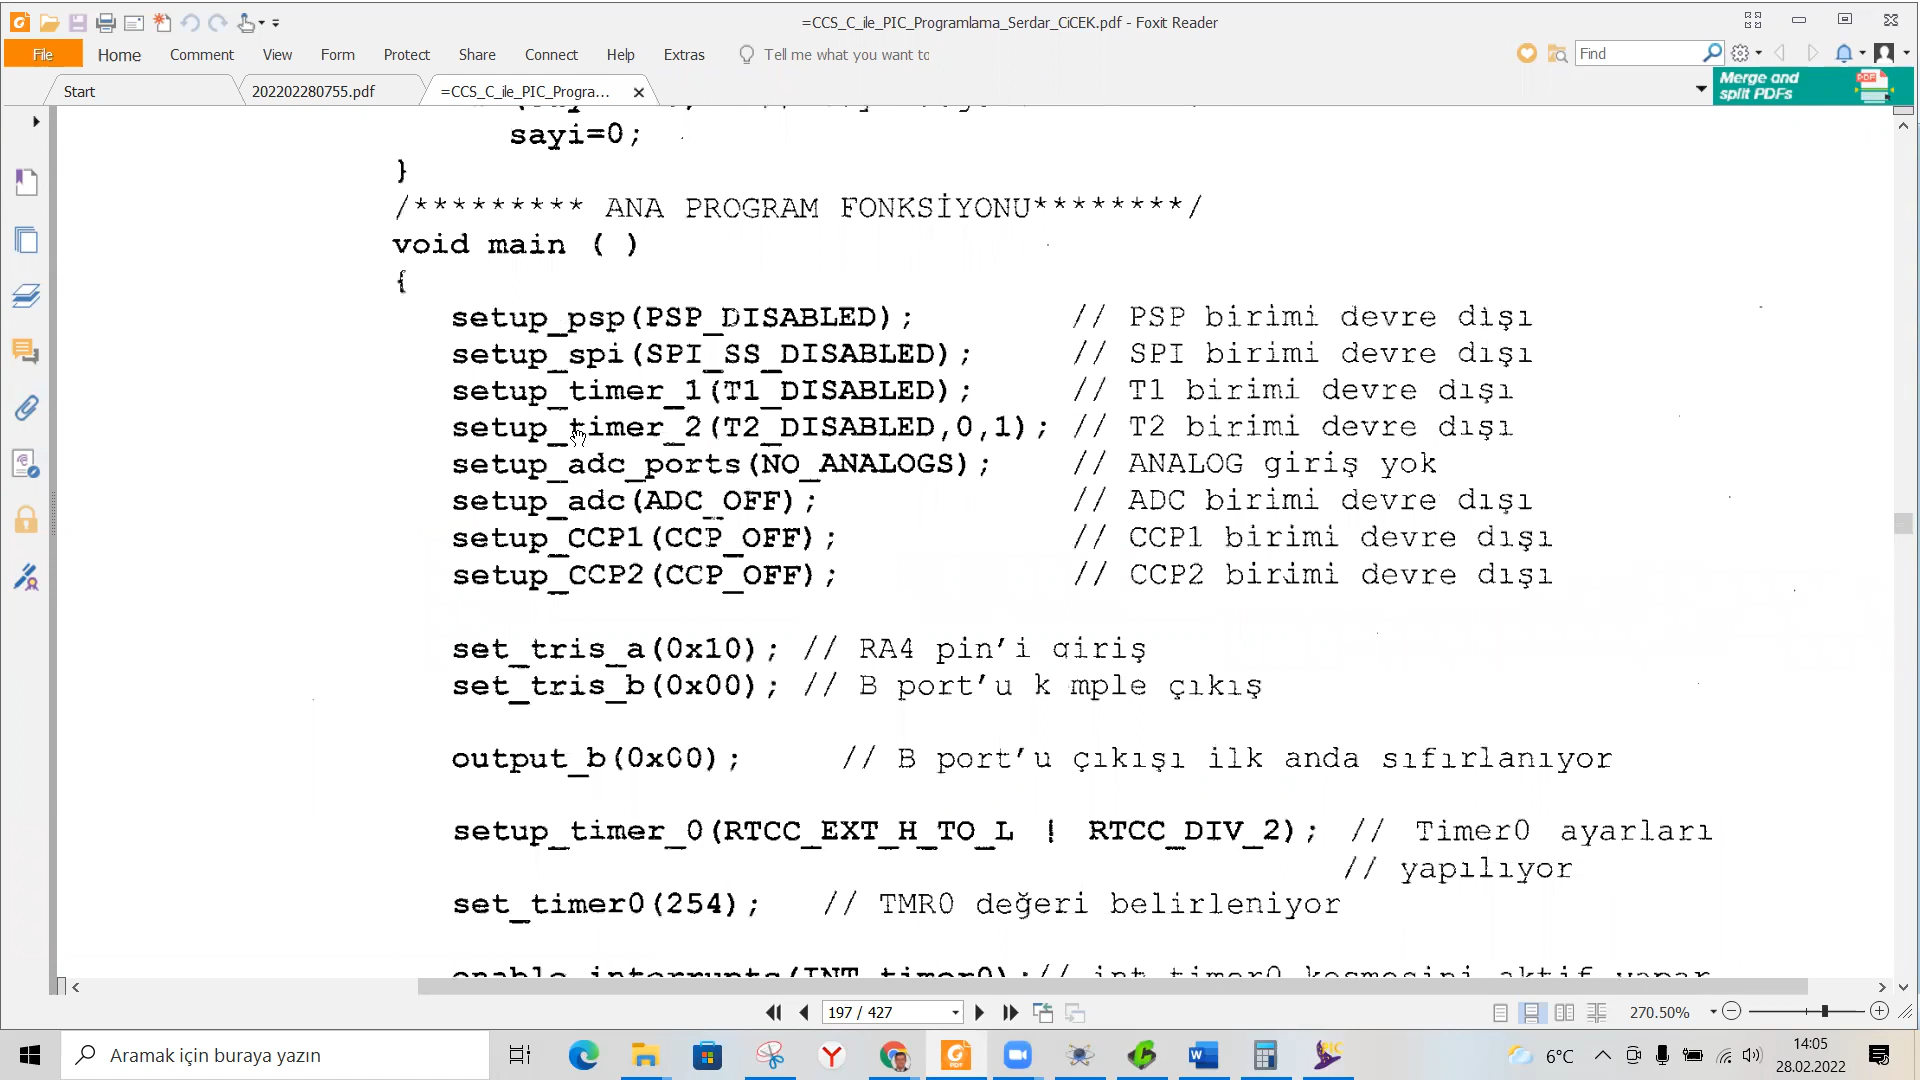 =CCS_C_ile_PIC_Programlama_Serdar_CiCEK.pdf - Foxit Reader
File Home Comment View Form Protect Share Connect Help Extras Tell me what you want to Find
Start 202202280755.pdf =CCS_C_ile_PIC_Progra... Merge and split PDFs
sayi=0;
}
/********* ANA PROGRAM FONKSİYONU********/
void main ( )
{
setup_psp(PSP_DISABLED); // PSP birimi devre dışı
setup_spi(SPI_SS_DISABLED); // SPI birimi devre dışı
setup_timer_1(T1_DISABLED); // T1 birimi devre dışı
setup_timer_2(T2_DISABLED,0,1); // T2 birimi devre dışı
setup_adc_ports(NO_ANALOGS); // ANALOG giriş yok
setup_adc(ADC_OFF); // ADC birimi devre dışı
setup_CCP1(CCP_OFF); // CCP1 birimi devre dışı
setup_CCP2(CCP_OFF); // CCP2 birimi devre dışı
set_tris_a(0x10); // RA4 pin'i giriş
set_tris_b(0x00); // B port'u k mple çıkış
output_b(0x00); // B port'u çıkışı ilk anda sıfırlanıyor
setup_timer_0(RTCC_EXT_H_TO_L | RTCC_DIV_2); // Timer0 ayarları
// yapılıyor
set_timer0(254); // TMR0 değeri belirleniyor
enable_interrupts(INT_timer0);// int_timer0 kesmesini aktif yapar
197 / 427 270.50%
Aramak için buraya yazın 6°C 14:05
28.02.2022